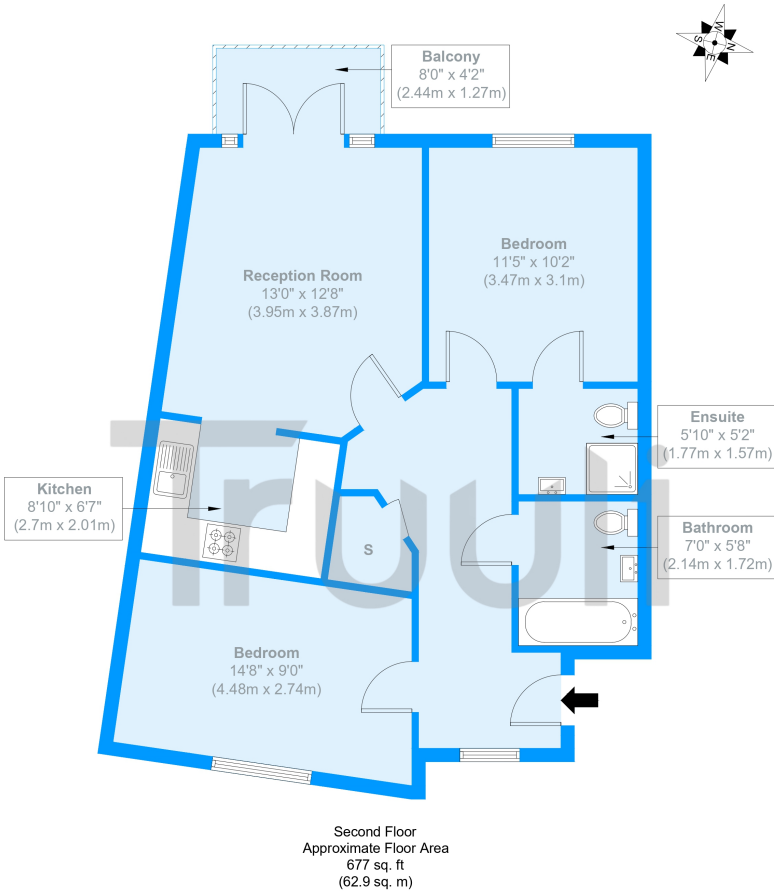 W
N
S
E
Balcony
8'0" x 4'2"
(2.44m x 1.27m)
Bedroom
11'5" x 10'2"
(3.47m x 3.1m)
Reception Room
13'0" x 12'8"
(3.95m x 3.87m)
Ensuite
5'10" x 5'2"
(1.77m x 1.57m)
Kitchen
8'10" x 6'7"
(2.7m x 2.01m)
Truuli
Bathroom
7'0" x 5'8"
(2.14m x 1.72m)
S
Bedroom
14'8" x 9'0"
(4.48m x 2.74m)
Second Floor
Approximate Floor Area
677 sq. ft
(62.9 sq. m)